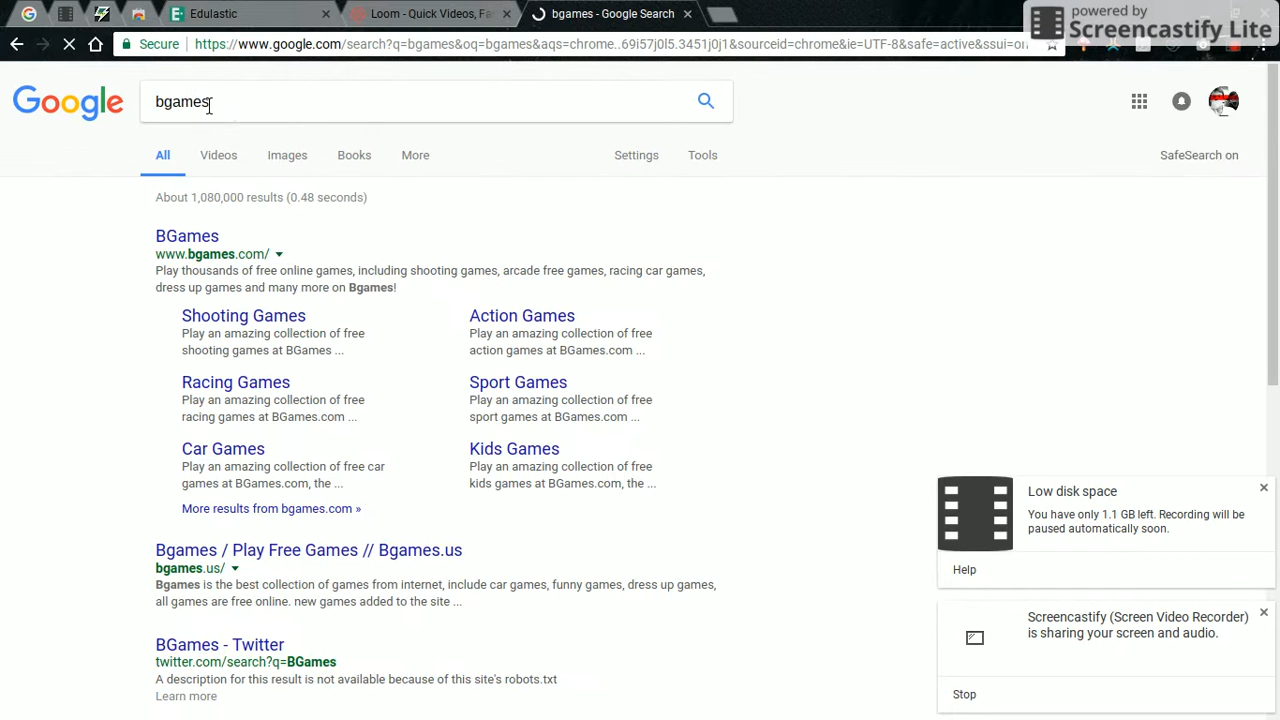 Edulastic
Loom - Quick Videos, Fa
bgames - Google Search
powered by
Screencastify Lite
Secure
https://www.google.com/search?q=bgames&oq=bgames&aqs=chrome..69i57j0l5.3451j0j1&sourceid=chrome&ie=UTF-8&safe=active&ssui=on
Google
bgames
All
Videos
Images
Books
More
Settings
Tools
SafeSearch on
About 1,080,000 results (0.48 seconds)
BGames
www.bgames.com/
Play thousands of free online games, including shooting games, arcade free games, racing car games,
dress up games and many more on Bgames!
Shooting Games
Play an amazing collection of free
shooting games at BGames ...
Action Games
Play an amazing collection of free
action games at BGames.com ...
Racing Games
Play an amazing collection of free
racing games at BGames.com ...
Sport Games
Play an amazing collection of free
sport games at BGames.com ...
Car Games
Play an amazing collection of free car
games at BGames.com, the ...
Kids Games
Play an amazing collection of free
kids games at BGames.com, the ...
More results from bgames.com »
Bgames / Play Free Games // Bgames.us
bgames.us/
Bgames is the best collection of games from internet, include car games, funny games, dress up games,
all games are free online. new games added to the site ...
BGames - Twitter
twitter.com/search?q=BGames
A description for this result is not available because of this site's robots.txt
Learn more
Low disk space
You have only 1.1 GB left. Recording will be
paused automatically soon.
Help
Screencastify (Screen Video Recorder)
is sharing your screen and audio.
Stop